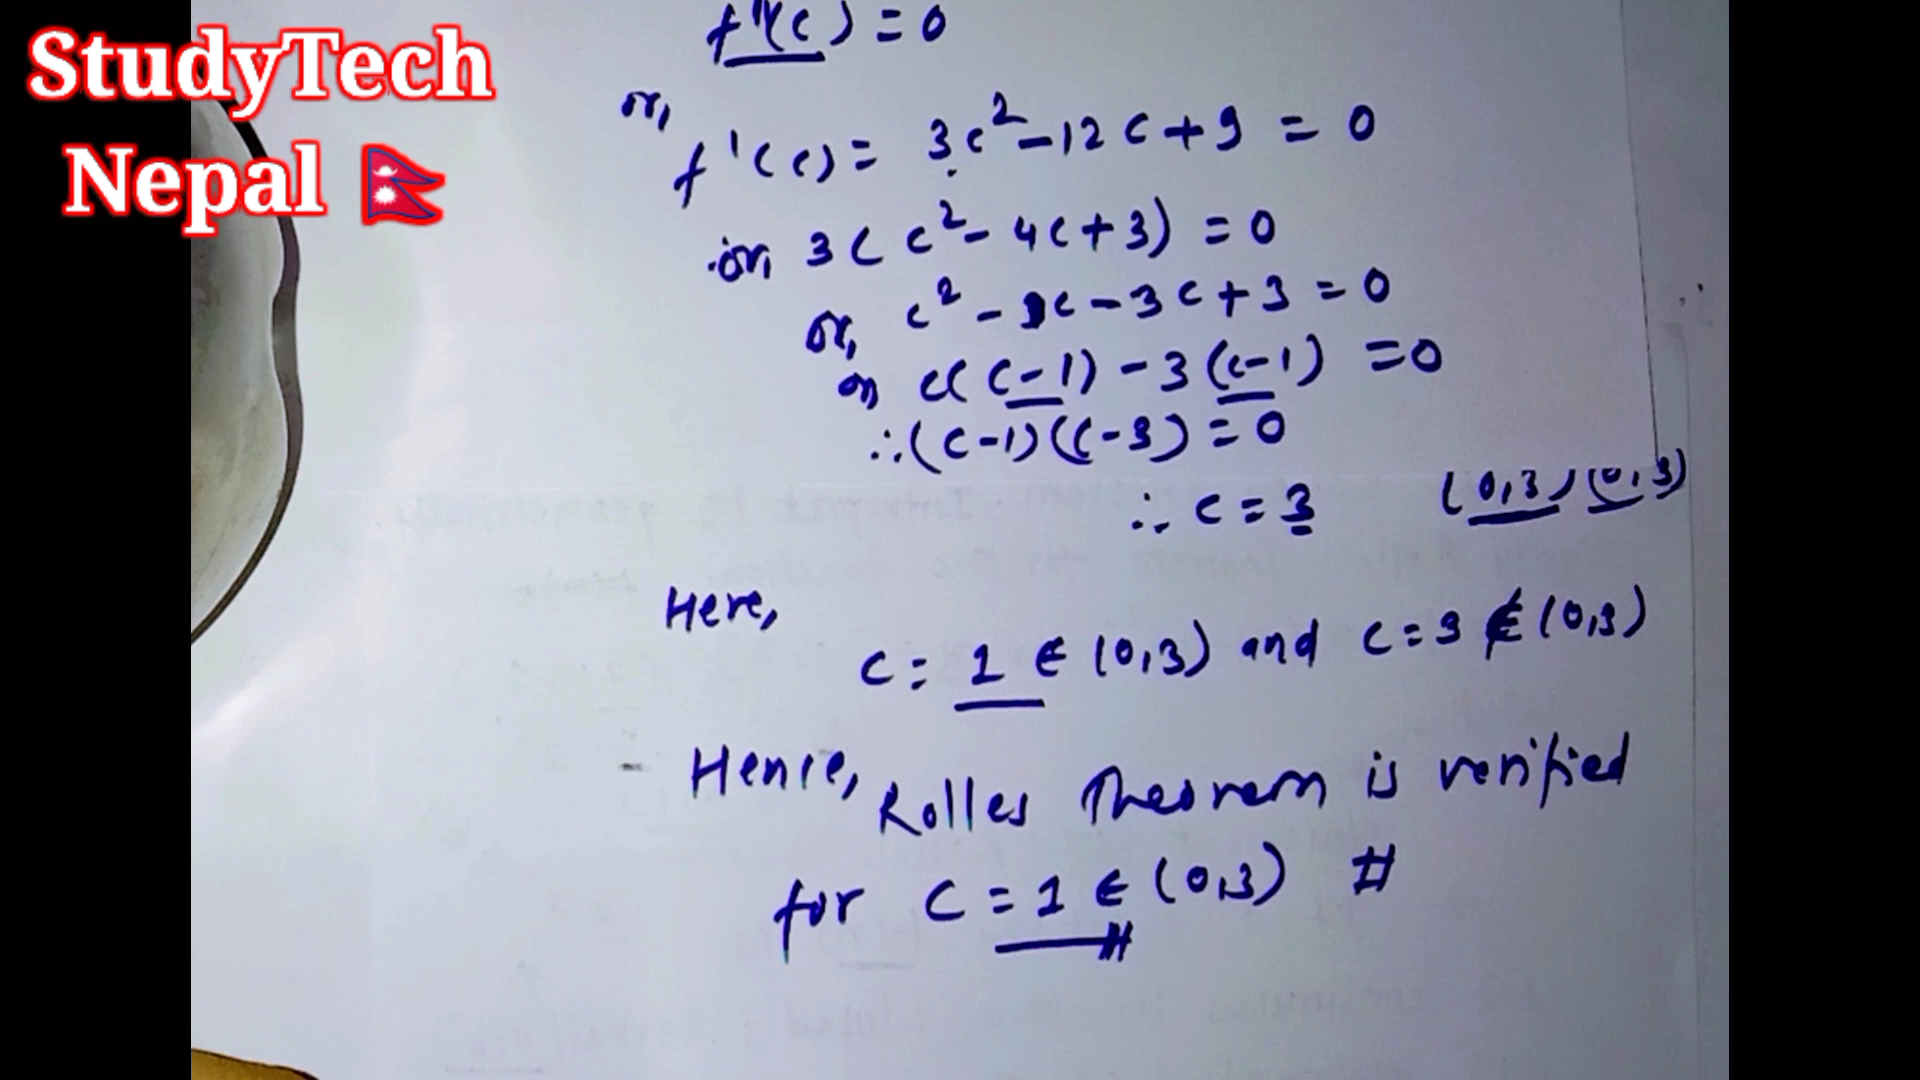 StudyTech
Nepal
f'(c) = 0
or, f'(c) = 3c² - 12c + 9 = 0
or, 3(c² - 4c + 3) = 0
or, c² - 1c - 3c + 3 = 0
or c(c-1) - 3(c-1) = 0
∴ (c-1)(c-3) = 0
∴ c = 3 (0,3) (0,3)
Here,
c = 1 ∈ (0,3) and c = 3 ∉ (0,3)
Hence, Rolles Theorem is verified
for c = 1 ∈ (0,3) #